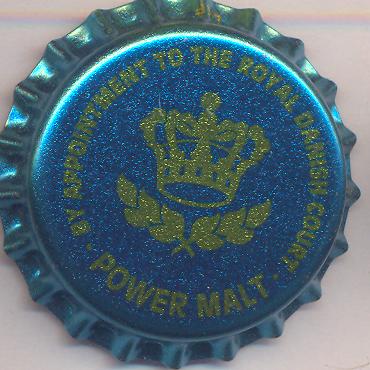 BY APPOINTMENT TO THE ROYAL DANISH COURT
· POWER MALT ·